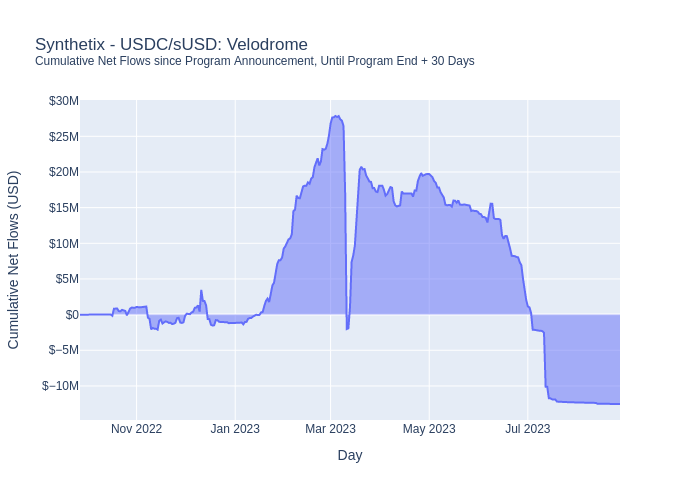 Synthetix - USDC/sUSD: Velodrome
Cumulative Net Flows since Program Announcement, Until Program End + 30 Days
Cumulative Net Flows (USD)
$30M
$25M
$20M
$15M
$10M
$5M
$0
$−5M
$−10M
Nov 2022
Jan 2023
Mar 2023
May 2023
Jul 2023
Day